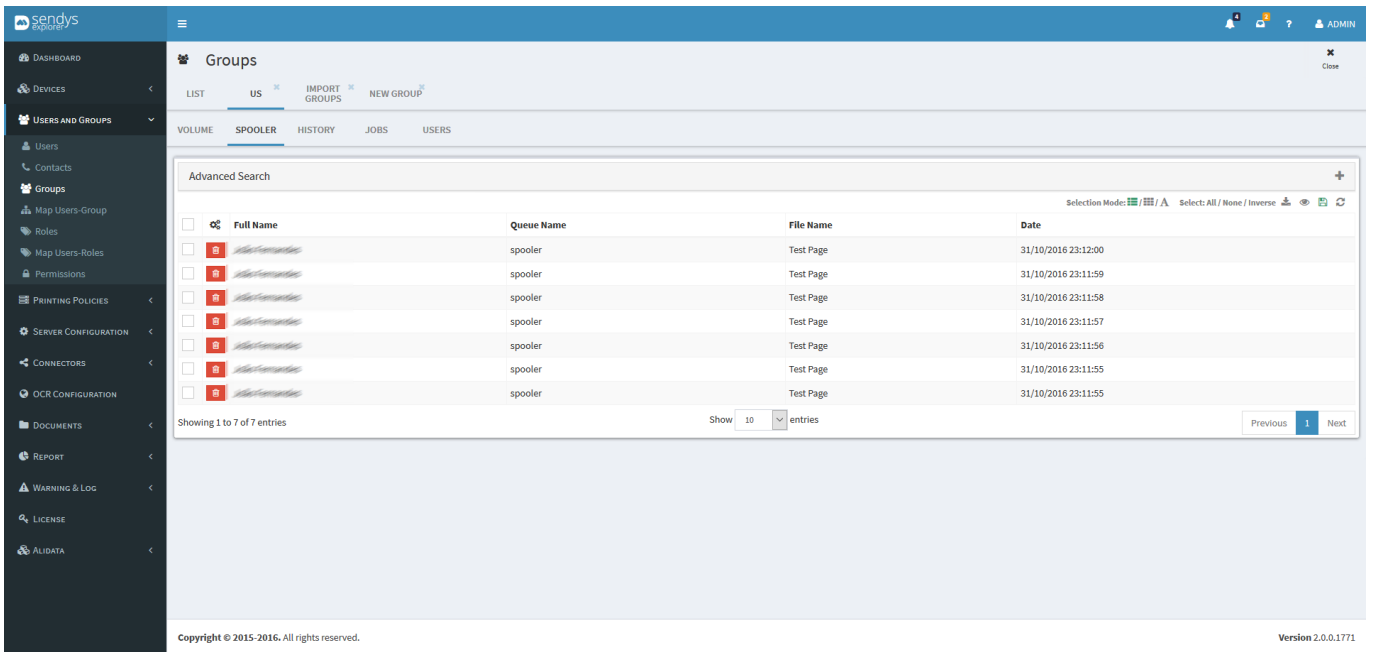 sendys
explorer
4
3
?
ADMIN
DASHBOARD
DEVICES
USERS AND GROUPS
Users
Contacts
Groups
Map Users-Group
Roles
Map Users-Roles
Permissions
PRINTING POLICIES
SERVER CONFIGURATION
CONNECTORS
OCR CONFIGURATION
DOCUMENTS
REPORT
WARNING & LOG
LICENSE
ALIDATA
Groups
Close
LIST US IMPORT GROUPS NEW GROUP
VOLUME SPOOLER HISTORY JOBS USERS
Advanced Search
Selection Mode: / / A Select: All / None / Inverse
Full Name Queue Name File Name Date
spooler Test Page 31/10/2016 23:12:00
spooler Test Page 31/10/2016 23:11:59
spooler Test Page 31/10/2016 23:11:58
spooler Test Page 31/10/2016 23:11:57
spooler Test Page 31/10/2016 23:11:56
spooler Test Page 31/10/2016 23:11:55
spooler Test Page 31/10/2016 23:11:55
Showing 1 to 7 of 7 entries Show 10 entries Previous 1 Next
Copyright © 2015-2016. All rights reserved. Version 2.0.0.1771